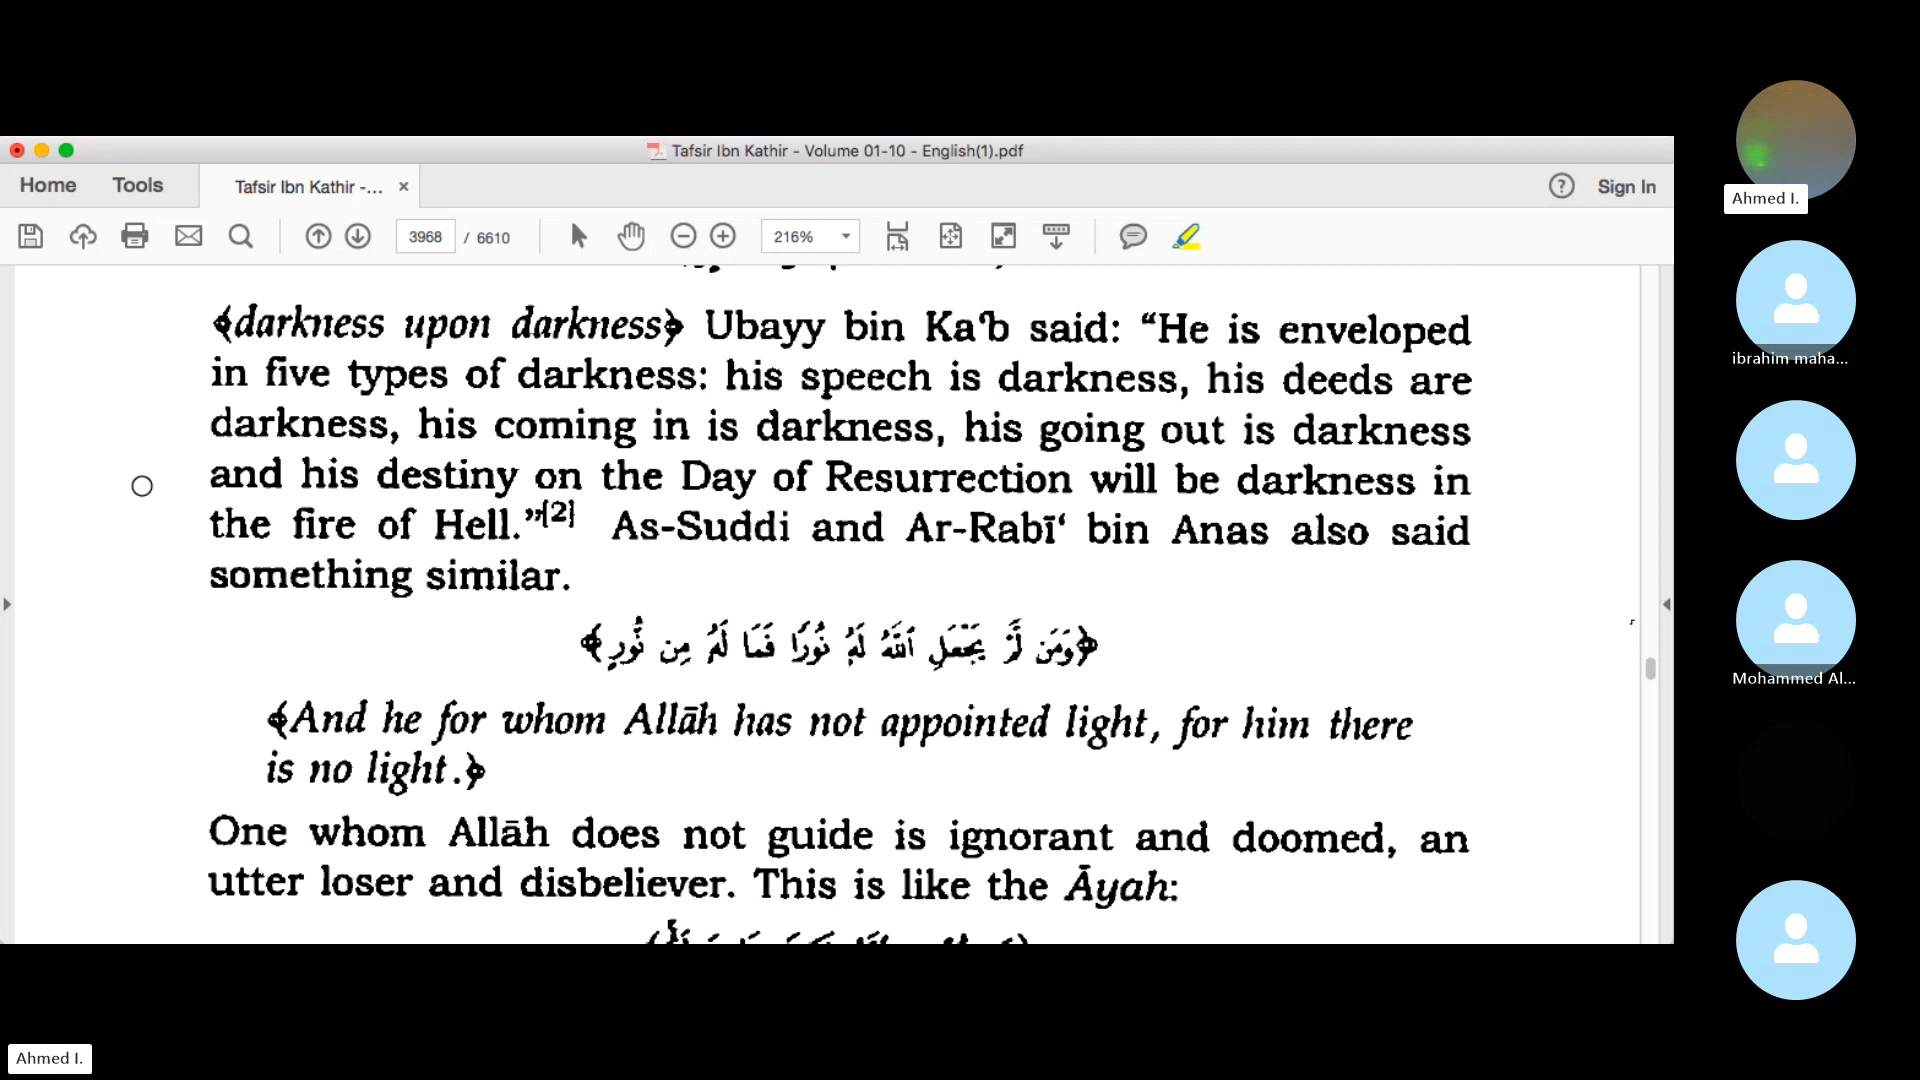 Tafsir Ibn Kathir - Volume 01-10 - English(1).pdf
Home Tools Tafsir Ibn Kathir -... × ? Sign In
3968 / 6610 216%
﴿darkness upon darkness﴾ Ubayy bin Ka‘b said: “He is enveloped
in five types of darkness: his speech is darkness, his deeds are
darkness, his coming in is darkness, his going out is darkness
and his destiny on the Day of Resurrection will be darkness in
the fire of Hell.”[2] As-Suddi and Ar-Rabī‘ bin Anas also said
something similar.
﴿وَمَن لَّمْ يَجْعَلِ ٱللَّهُ لَهُ نُورًا فَمَا لَهُ مِن نُّورٍ﴾
﴿And he for whom Allāh has not appointed light, for him there
is no light.﴾
One whom Allāh does not guide is ignorant and doomed, an
utter loser and disbeliever. This is like the Āyah:
Ahmed I.
ibrahim maha...
Mohammed Al...
Ahmed I.